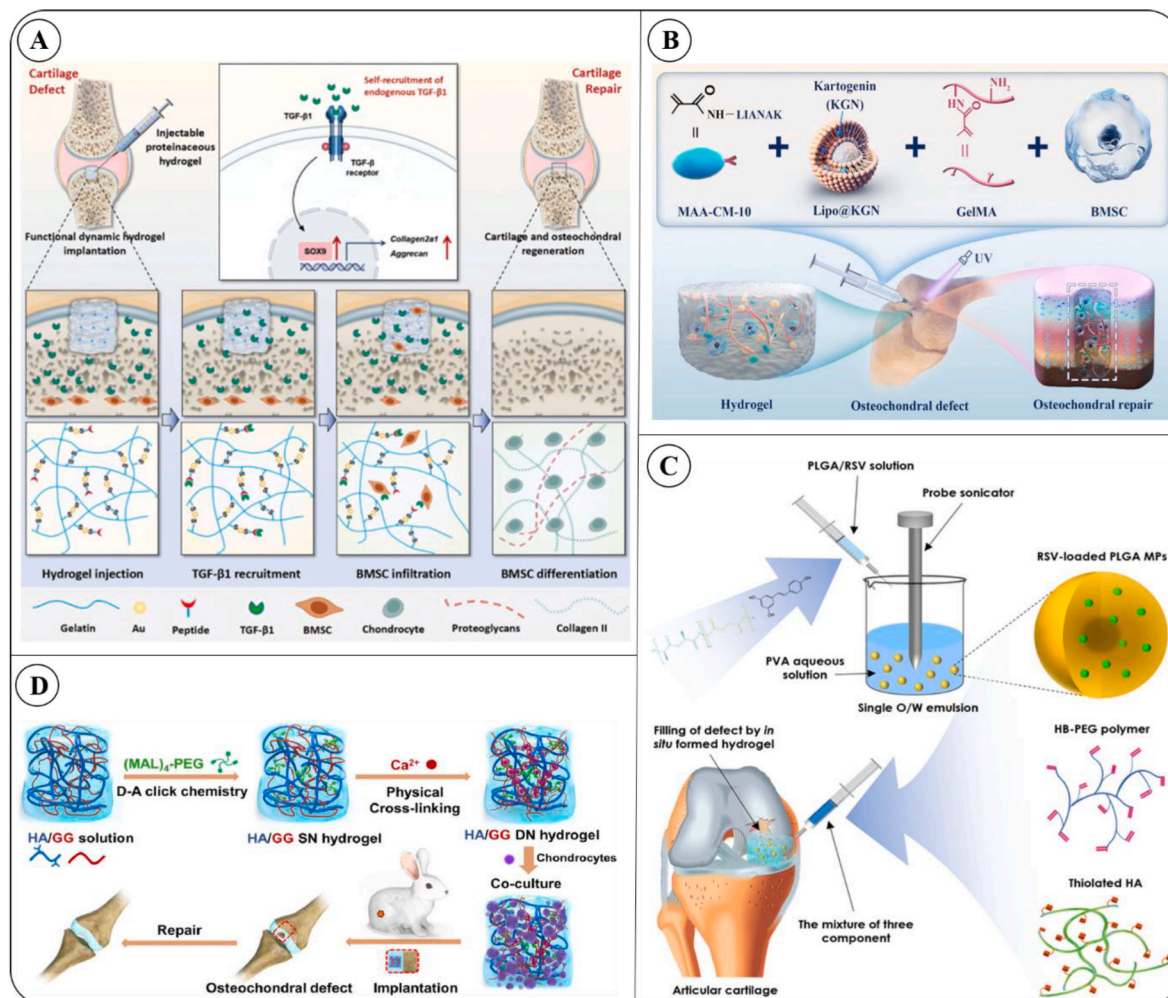 A
Cartilage
Defect
Injectable
proteinaceous
hydrogel
Functional dynamic hydrogel
implantation
Self-recruitment of
endogenous TGF-β1
TGF-β1
TGF-β
receptor
SOX9
Collagen2a1
Aggrecan
Cartilage
Repair
Cartilage and osteochondral
regeneration
Hydrogel injection
TGF-β1 recruitment
BMSC infiltration
BMSC differentiation
Gelatin
Au
Peptide
TGF-β1
BMSC
Chondrocyte
Proteoglycans
Collagen II
B
O
NH–LIANAK
MAA-CM-10
+
Kartogenin
(KGN)
Lipo@KGN
+
NH₂
HN
O
GelMA
+
BMSC
UV
Hydrogel
Osteochondral defect
Osteochondral repair
C
PLGA/RSV solution
Probe sonicator
RSV-loaded PLGA MPs
PVA aqueous
solution
Single O/W emulsion
Filling of defect by in
situ formed hydrogel
HB-PEG polymer
Thiolated HA
The mixture of three
component
Articular cartilage
D
(MAL)₄-PEG
D-A click chemistry
Ca²⁺
Physical
Cross-linking
HA/GG solution
HA/GG SN hydrogel
HA/GG DN hydrogel
Chondrocytes
Co-culture
Repair
Osteochondral defect
Implantation